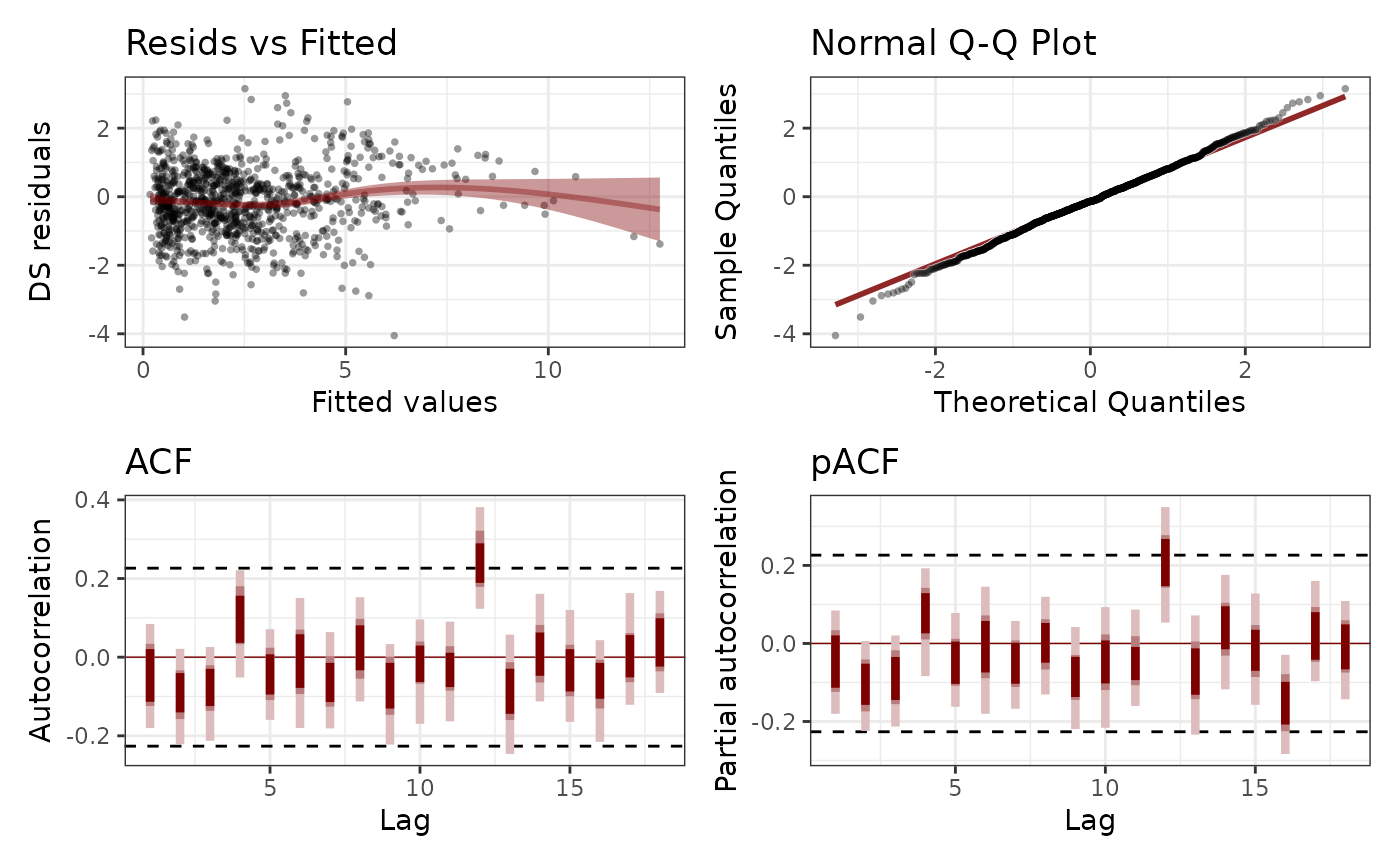 Resids vs Fitted
DS residuals
2
0
-2
-4
0 5 10
Fitted values
Normal Q-Q Plot
Sample Quantiles
2
0
-2
-4
-2 0 2
Theoretical Quantiles
ACF
Autocorrelation
0.4
0.2
0.0
-0.2
5 10 15
Lag
pACF
Partial autocorrelation
0.2
0.0
-0.2
5 10 15
Lag